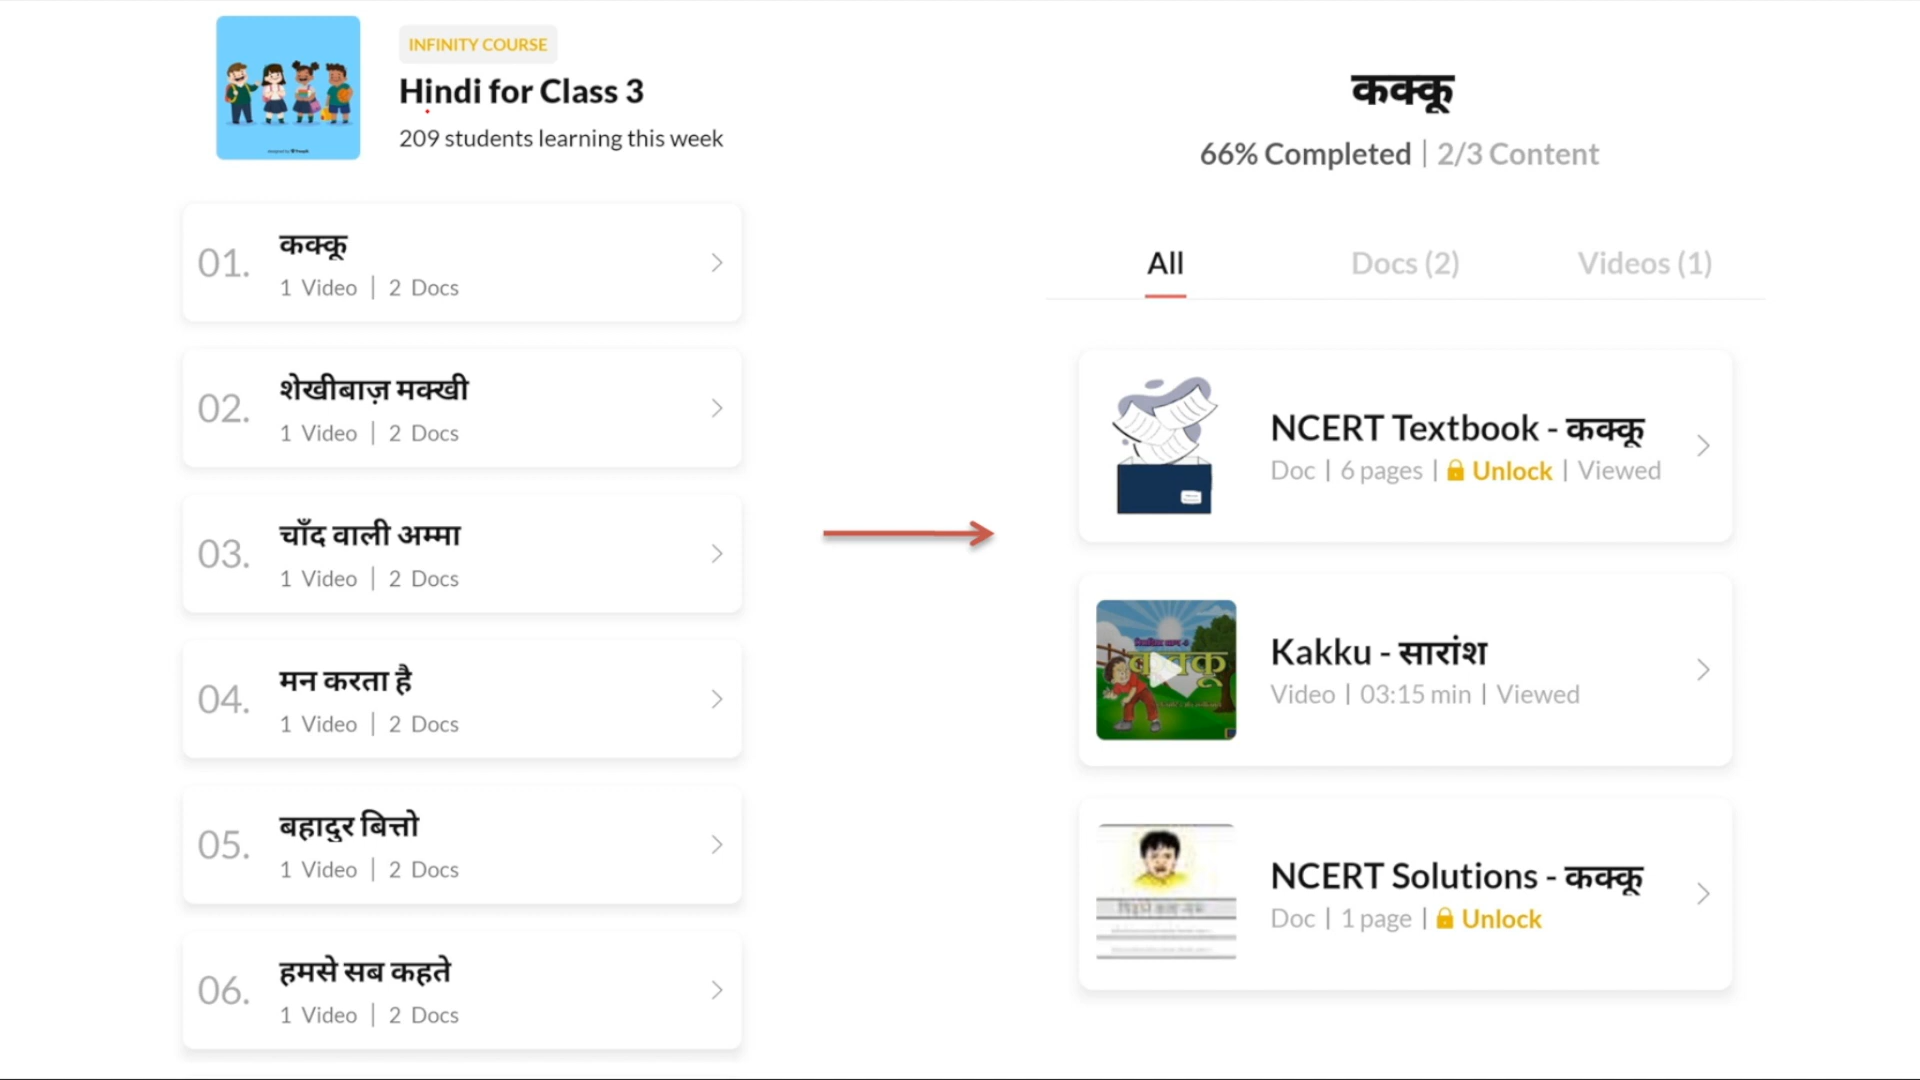 INFINITY COURSE
Hindi for Class 3
209 students learning this week
01.
कक्कू
1 Video | 2 Docs
02.
शेखीबाज़ मक्खी
1 Video | 2 Docs
03.
चाँद वाली अम्मा
1 Video | 2 Docs
04.
मन करता है
1 Video | 2 Docs
05.
बहादुर बित्तो
1 Video | 2 Docs
06.
हमसे सब कहते
1 Video | 2 Docs
कक्कू
66% Completed | 2/3 Content
All Docs (2) Videos (1)
NCERT Textbook - कक्कू
Doc | 6 pages | Unlock | Viewed
कक्कू
Kakku - सारांश
Video | 03:15 min | Viewed
NCERT Solutions - कक्कू
Doc | 1 page | Unlock